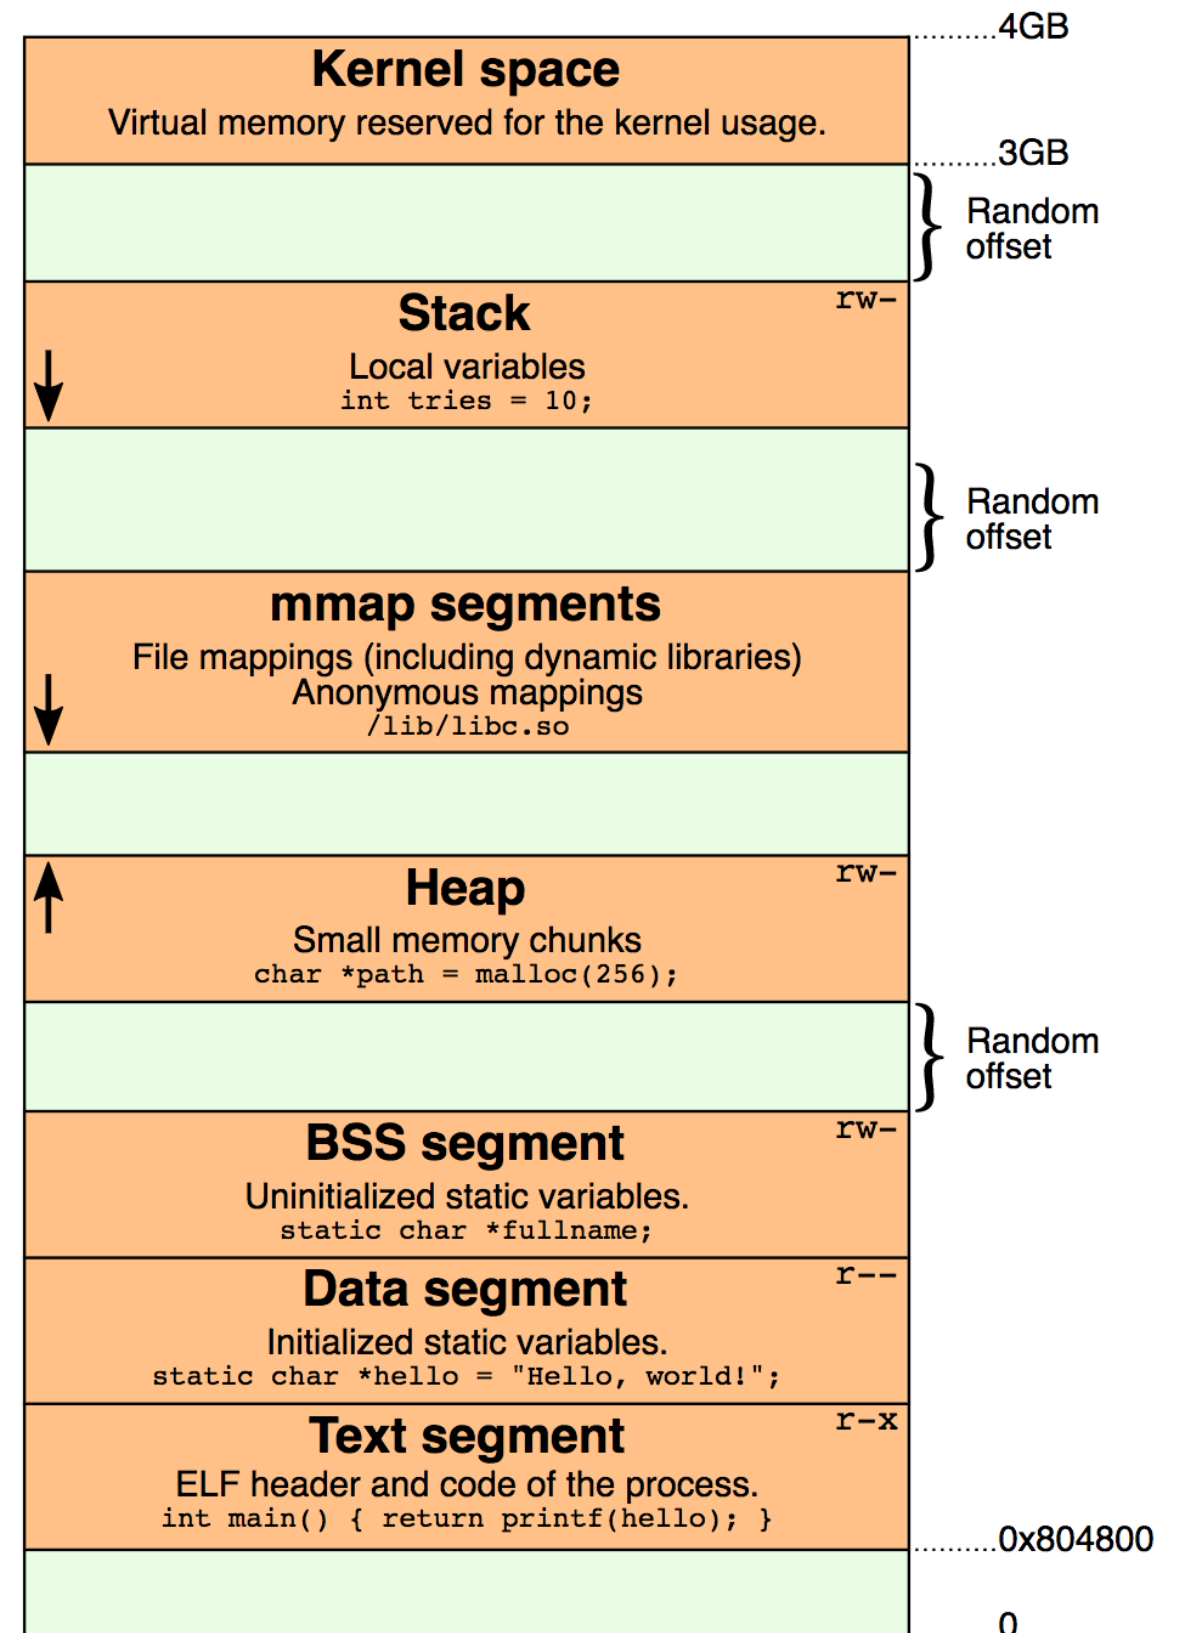 4GB
Kernel space
Virtual memory reserved for the kernel usage.
3GB
Random
offset
rw-
Stack
Local variables
int tries = 10;
Random
offset
mmap segments
File mappings (including dynamic libraries)
Anonymous mappings
/lib/libc.so
rw-
Heap
Small memory chunks
char *path = malloc(256);
Random
offset
rw-
BSS segment
Uninitialized static variables.
static char *fullname;
r--
Data segment
Initialized static variables.
static char *hello = "Hello, world!";
r-x
Text segment
ELF header and code of the process.
int main() { return printf(hello); }
0x804800
0